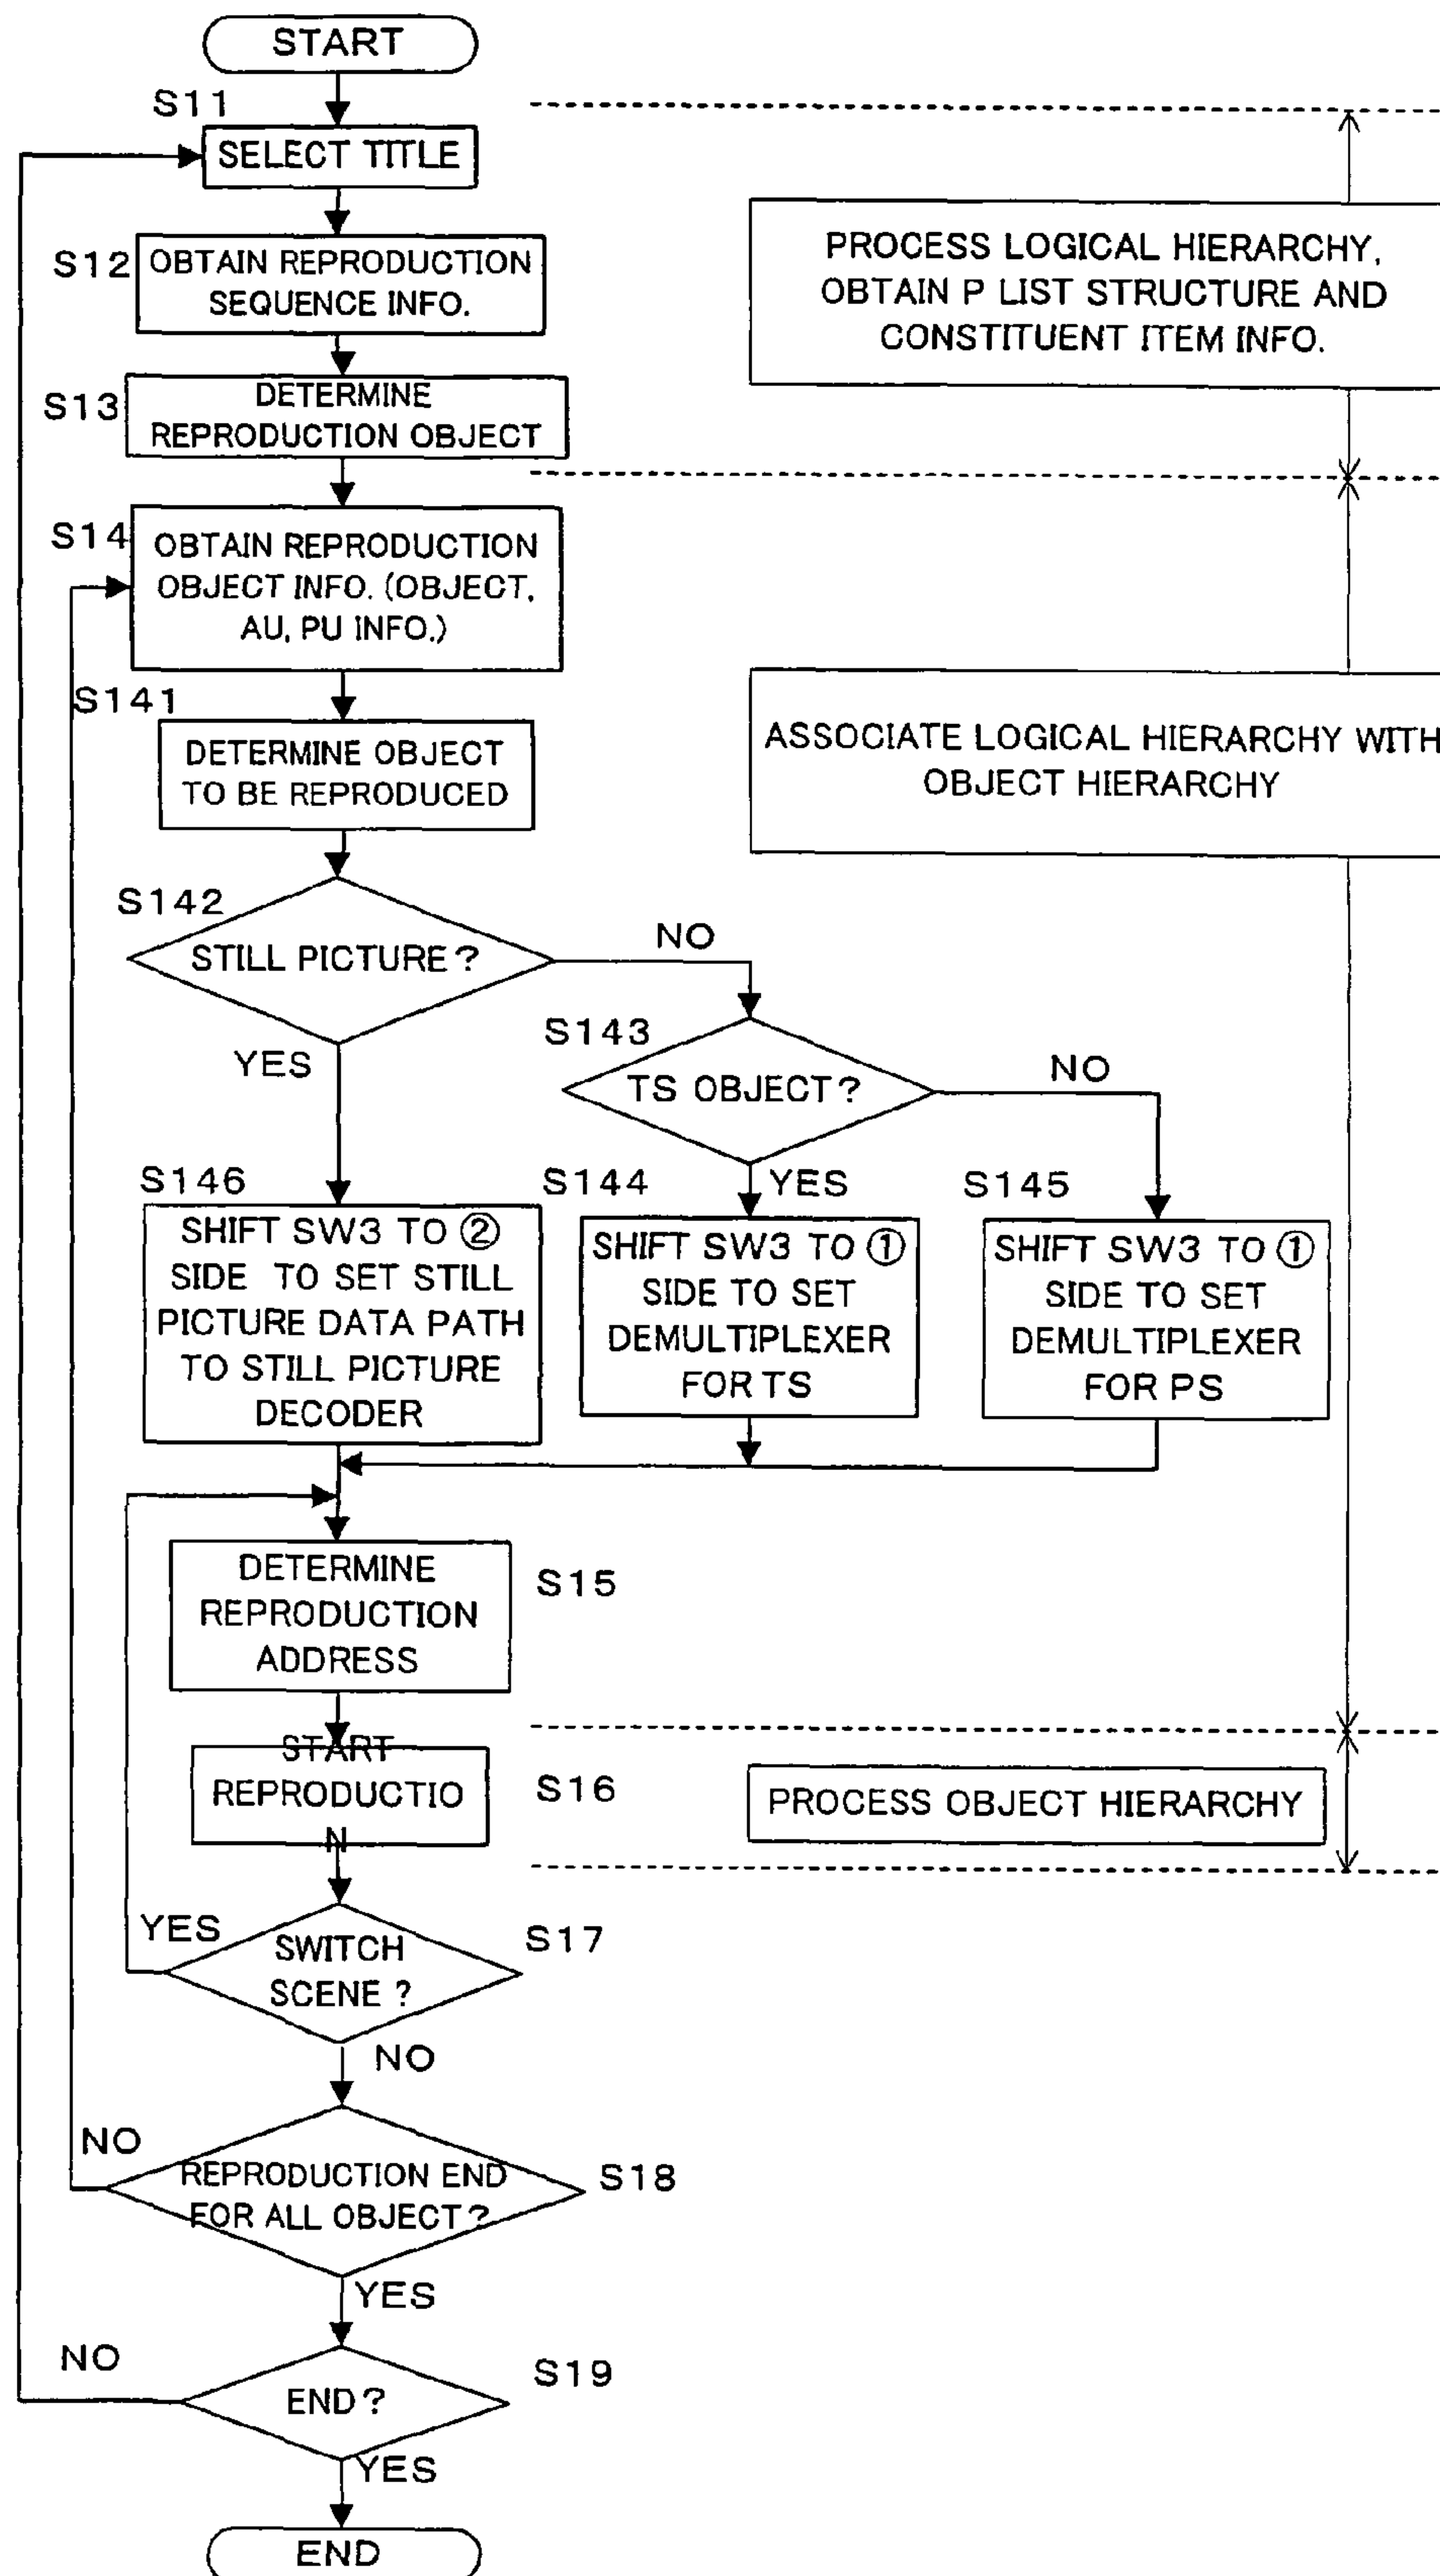 START
S11
SELECT TITLE
S12
OBTAIN REPRODUCTION
SEQUENCE INFO.
PROCESS LOGICAL HIERARCHY,
OBTAIN P LIST STRUCTURE AND
CONSTITUENT ITEM INFO.
S13
DETERMINE
REPRODUCTION OBJECT
S14
OBTAIN REPRODUCTION
OBJECT INFO. (OBJECT,
AU, PU INFO.)
S141
DETERMINE OBJECT
TO BE REPRODUCED
ASSOCIATE LOGICAL HIERARCHY WITH
OBJECT HIERARCHY
S142
STILL PICTURE?
NO
YES
S143
TS OBJECT?
NO
YES
S146
SHIFT SW3 TO ②
SIDE TO SET STILL
PICTURE DATA PATH
TO STILL PICTURE
DECODER
S144
SHIFT SW3 TO ①
SIDE TO SET
DEMULTIPLEXER
FOR TS
S145
SHIFT SW3 TO ①
SIDE TO SET
DEMULTIPLEXER
FOR PS
DETERMINE
REPRODUCTION
ADDRESS
S15
START
REPRODUCTIO
N
S16
PROCESS OBJECT HIERARCHY
YES
SWITCH
SCENE ?
S17
NO
NO
REPRODUCTION END
FOR ALL OBJECT?
S18
YES
NO
END?
S19
YES
END